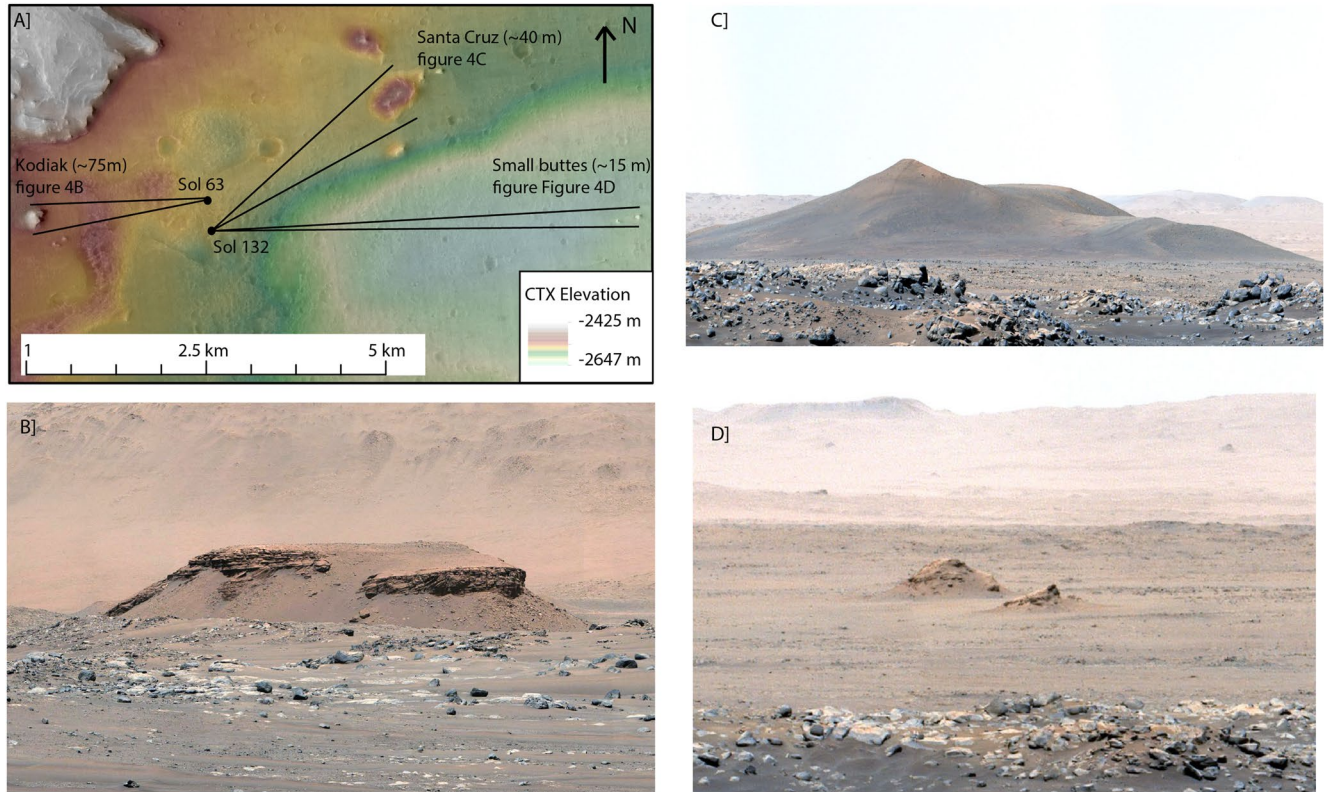 A]
N
Santa Cruz (~40 m)
figure 4C
Kodiak (~75m)
figure 4B
Sol 63
Small buttes (~15 m)
figure Figure 4D
Sol 132
CTX Elevation
-2425 m
-2647 m
1 2.5 km 5 km
B]
C]
D]